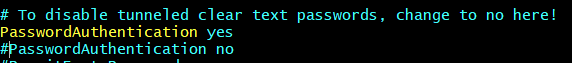 # To disable tunneled clear text passwords, change to no here!
PasswordAuthentication yes
#PasswordAuthentication no